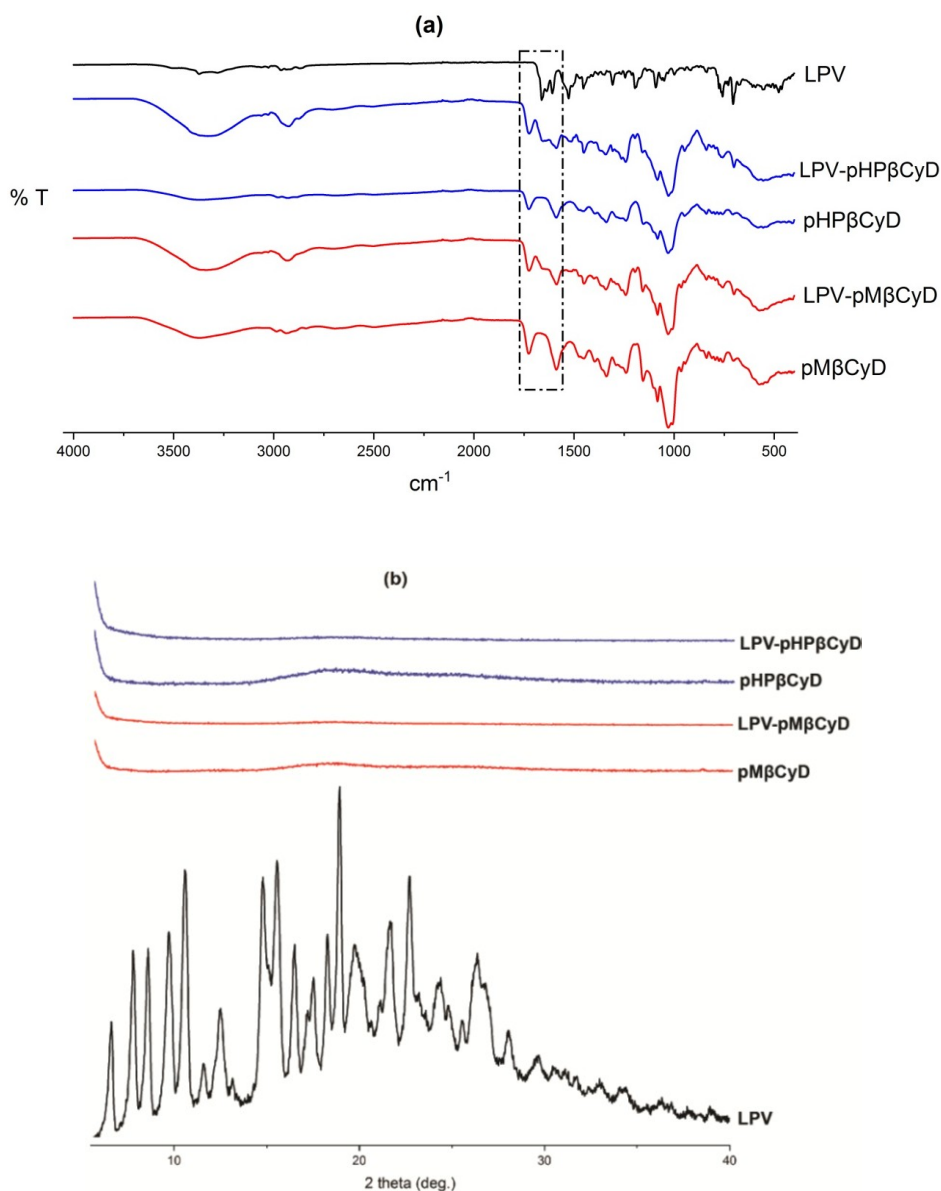 (a)
LPV
LPV-pHPβCyD
% T
pHPβCyD
LPV-pMβCyD
pMβCyD
4000 3500 3000 2500 2000 1500 1000 500
cm-1
(b)
LPV-pHPβCyD
pHPβCyD
LPV-pMβCyD
pMβCyD
LPV
10 20 30 40
2 theta (deg.)